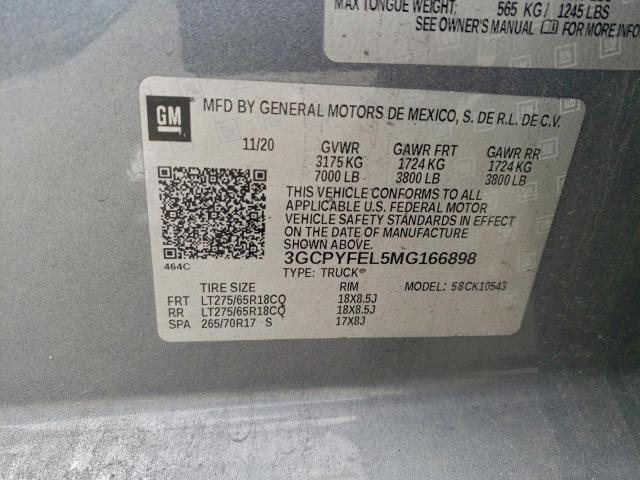 MAX TONGUE WEIGHT: 565 KG / 1245 LBS
SEE OWNER'S MANUAL FOR MORE INFOR
GM
MFD BY GENERAL MOTORS DE MEXICO, S. DE R.L. DE C.V.
11/20 GVWR GAWR FRT GAWR RR
3175 KG 1724 KG 1724 KG
7000 LB 3800 LB 3800 LB
THIS VEHICLE CONFORMS TO ALL
APPLICABLE U.S. FEDERAL MOTOR
VEHICLE SAFETY STANDARDS IN EFFECT
ON THE DATE OF MANUFACTURE
SHOWN ABOVE.
464C
3GCPYFEL5MG166898
TYPE: TRUCK
MODEL: 58CK10543
TIRE SIZE RIM
FRT LT275/65R18CQ 18X8.5J
RR LT275/65R18CQ 18X8.5J
SPA 265/70R17 S 17X8J